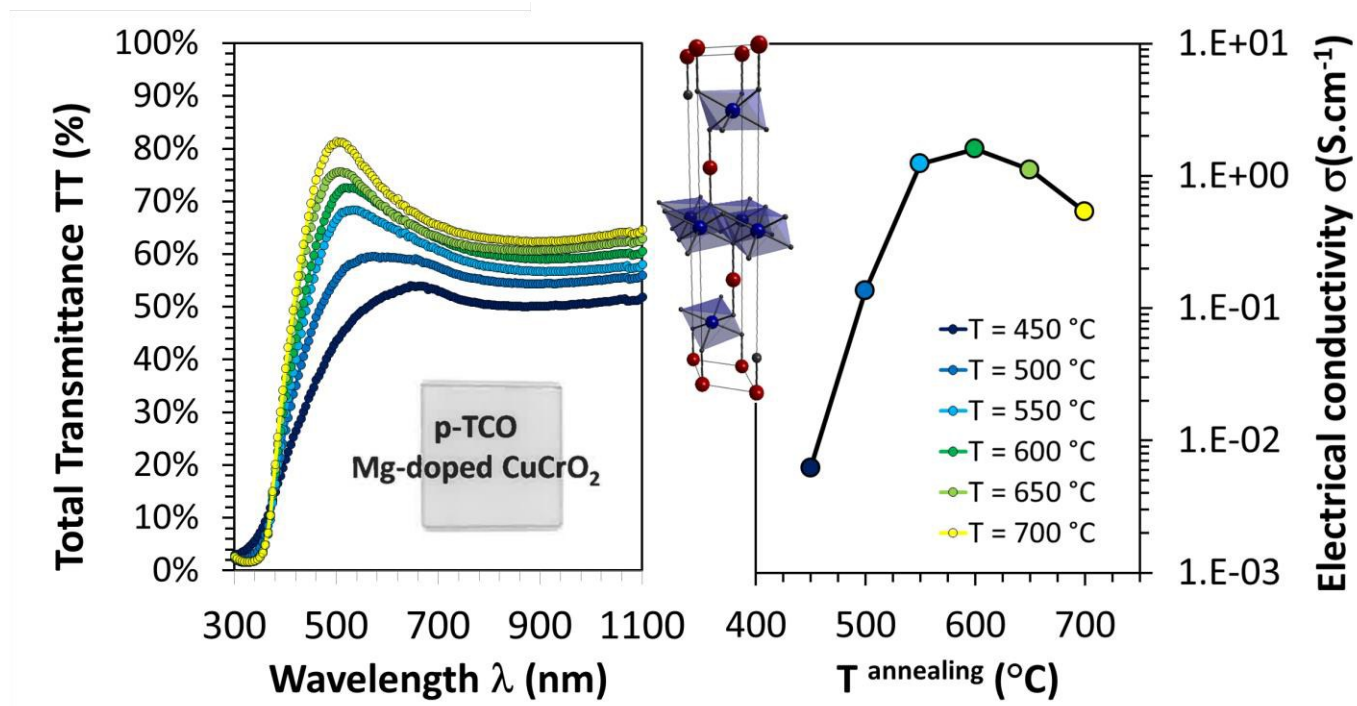 Total Transmittance TT (%)
100%
90%
80%
70%
60%
50%
40%
30%
20%
10%
0%
300 500 700 900 1100
Wavelength λ (nm)
p-TCO
Mg-doped CuCrO₂
T = 450 °C
T = 500 °C
T = 550 °C
T = 600 °C
T = 650 °C
T = 700 °C
400 500 600 700
T ᵃⁿⁿᵉᵃˡⁱⁿᵍ (°C)
1.E+01
1.E+00
1.E-01
1.E-02
1.E-03
Electrical conductivity σ(S.cm⁻¹)